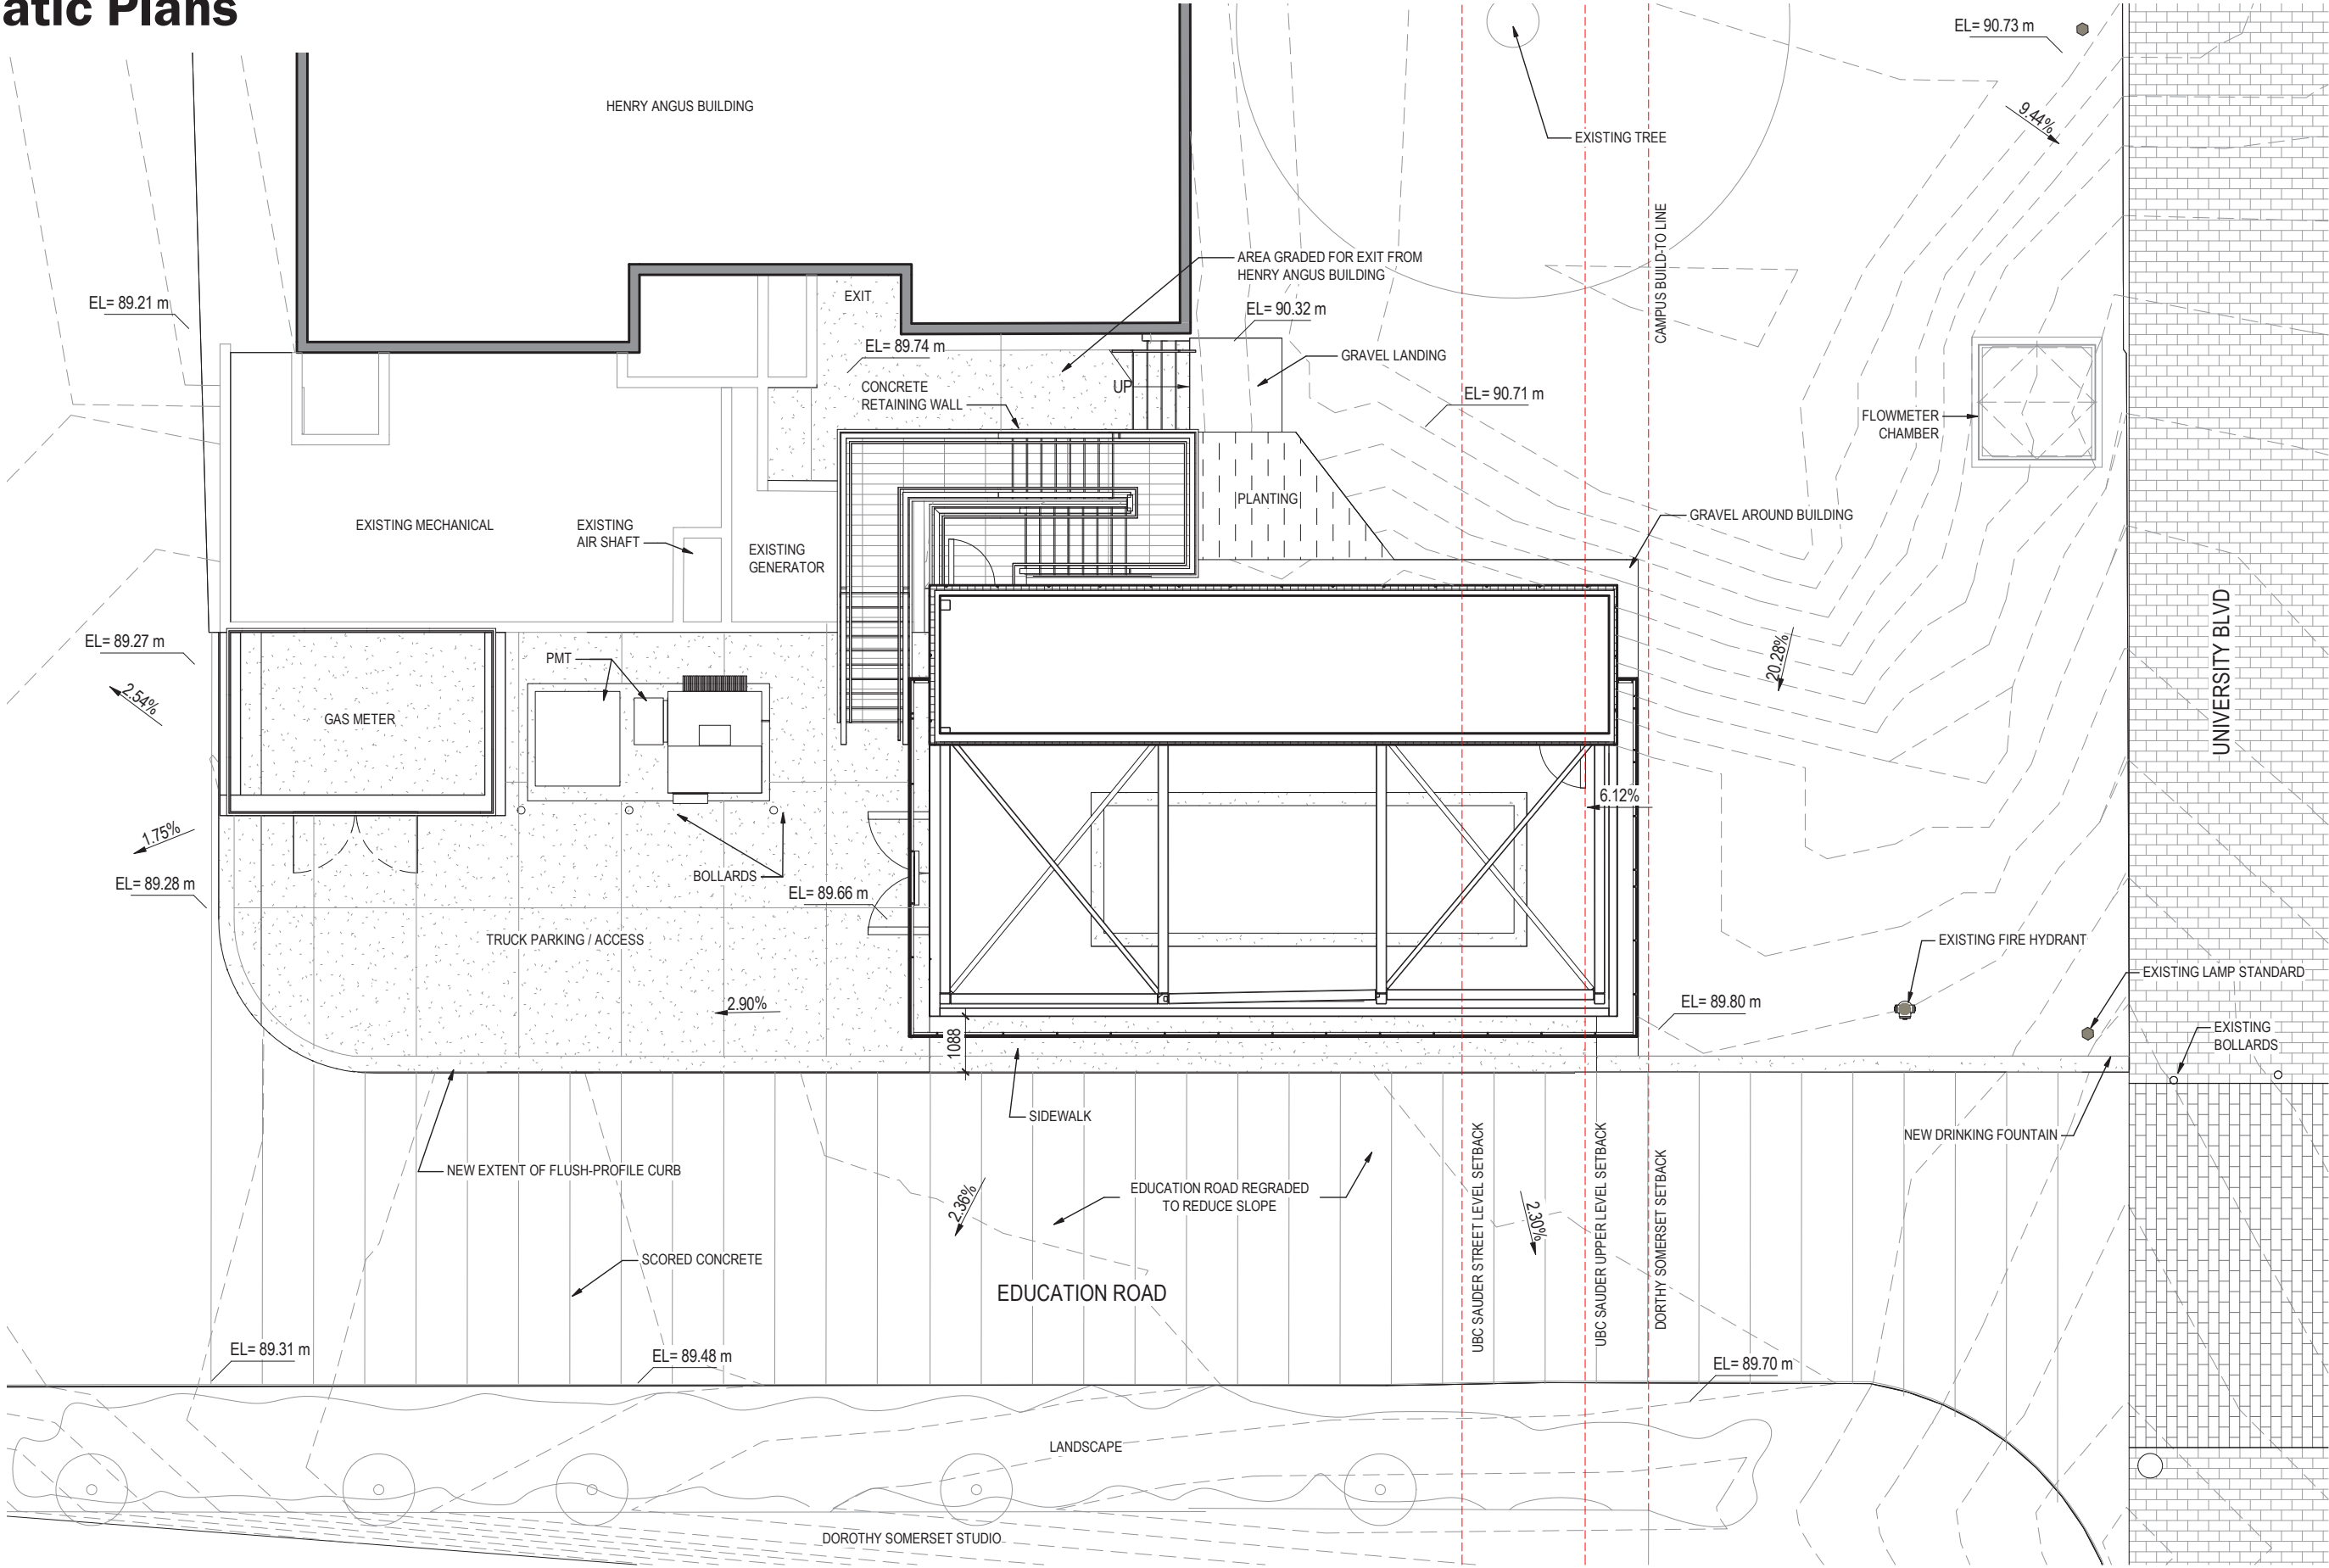 atic Plans
EL= 90.73 m
HENRY ANGUS BUILDING
9.44%
EXISTING TREE
CAMPUS BUILD-TO LINE
AREA GRADED FOR EXIT FROM
HENRY ANGUS BUILDING
EXIT
EL= 89.21 m
EL= 90.32 m
EL= 89.74 m
GRAVEL LANDING
CONCRETE
RETAINING WALL
UP
EL= 90.71 m
FLOWMETER
CHAMBER
PLANTING
GRAVEL AROUND BUILDING
EXISTING MECHANICAL
EXISTING
AIR SHAFT
EXISTING
GENERATOR
UNIVERSITY BLVD
EL= 89.27 m
PMT
20.28%
2.54%
GAS METER
6.12%
1.75%
BOLLARDS
EL= 89.28 m
EL= 89.66 m
TRUCK PARKING / ACCESS
EXISTING FIRE HYDRANT
EXISTING LAMP STANDARD
2.90%
EL= 89.80 m
EXISTING
BOLLARDS
1088
SIDEWALK
NEW DRINKING FOUNTAIN
NEW EXTENT OF FLUSH-PROFILE CURB
UBC SAUDER STREET LEVEL SETBACK
UBC SAUDER UPPER LEVEL SETBACK
DORTHY SOMERSET SETBACK
EDUCATION ROAD REGRADED
TO REDUCE SLOPE
2.36%
2.30%
SCORED CONCRETE
EDUCATION ROAD
EL= 89.31 m
EL= 89.48 m
EL= 89.70 m
LANDSCAPE
DOROTHY SOMERSET STUDIO